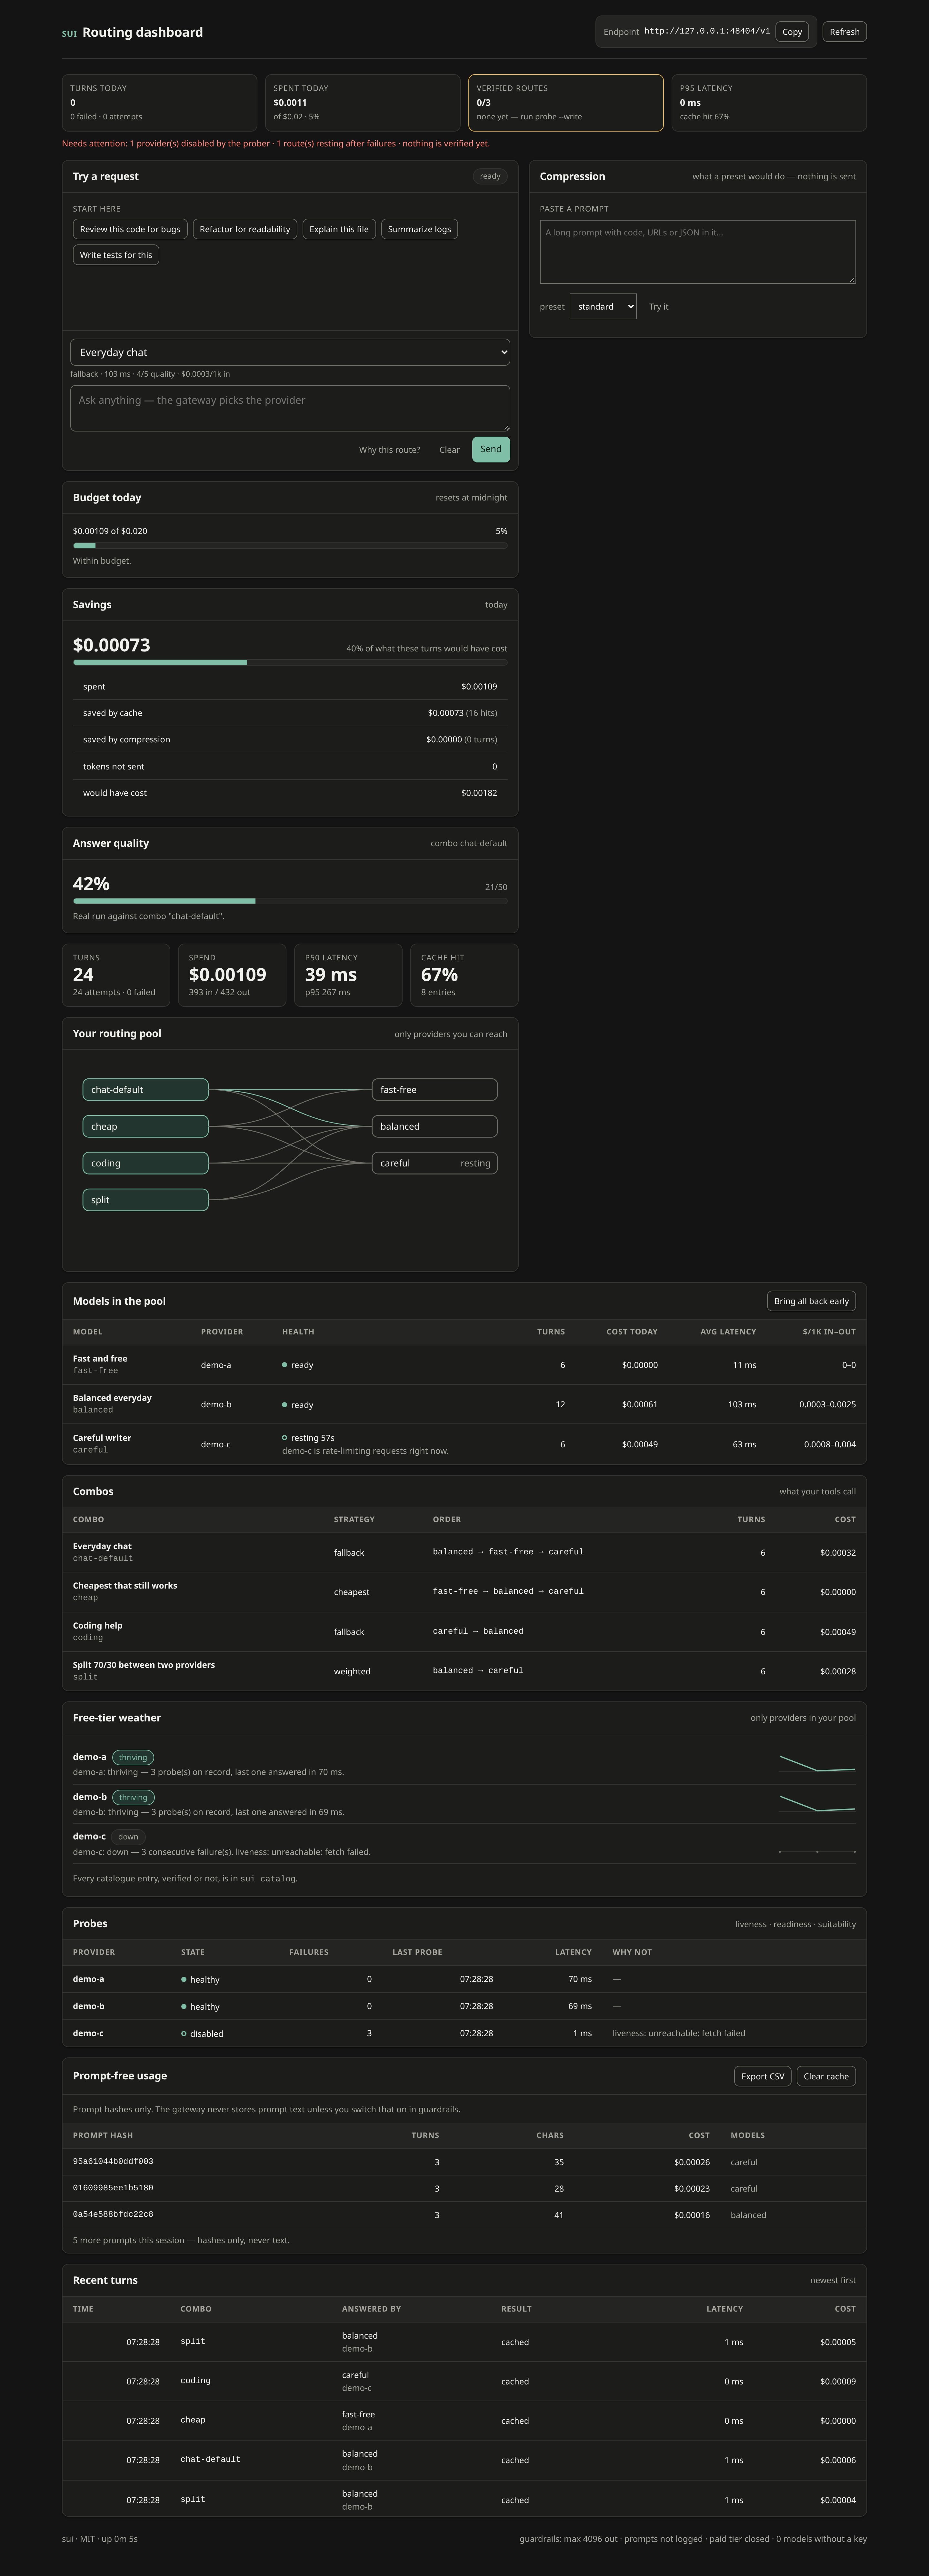 SUI Routing dashboard
Endpoint http://127.0.0.1:48404/v1 Copy Refresh
TURNS TODAY
0
0 failed · 0 attempts
SPENT TODAY
$0.0011
of $0.02 · 5%
VERIFIED ROUTES
0/3
none yet — run probe --write
P95 LATENCY
0 ms
cache hit 67%
Needs attention: 1 provider(s) disabled by the prober · 1 route(s) resting after failures · nothing is verified yet.
Try a request ready
START HERE
Review this code for bugs Refactor for readability Explain this file Summarize logs
Write tests for this
Everyday chat
fallback · 103 ms · 4/5 quality · $0.0003/1k in
Ask anything — the gateway picks the provider
Why this route? Clear Send
Compression what a preset would do — nothing is sent
PASTE A PROMPT
A long prompt with code, URLs or JSON in it…
preset standard Try it
Budget today resets at midnight
$0.00109 of $0.020 5%
Within budget.
Savings today
$0.00073 40% of what these turns would have cost
spent $0.00109
saved by cache $0.00073 (16 hits)
saved by compression $0.00000 (0 turns)
tokens not sent 0
would have cost $0.00182
Answer quality combo chat-default
42% 21/50
Real run against combo "chat-default".
TURNS
24
24 attempts · 0 failed
SPEND
$0.00109
393 in / 432 out
P50 LATENCY
39 ms
p95 267 ms
CACHE HIT
67%
8 entries
Your routing pool only providers you can reach
chat-default fast-free
cheap balanced
coding careful resting
split
Models in the pool Bring all back early
MODEL PROVIDER HEALTH TURNS COST TODAY AVG LATENCY $/1K IN–OUT
Fast and free
fast-free demo-a ready 6 $0.00000 11 ms 0–0
Balanced everyday
balanced demo-b ready 12 $0.00061 103 ms 0.0003–0.0025
Careful writer
careful demo-c resting 57s 6 $0.00049 63 ms 0.0008–0.004
demo-c is rate-limiting requests right now.
Combos what your tools call
COMBO STRATEGY ORDER TURNS COST
Everyday chat
chat-default fallback balanced → fast-free → careful 6 $0.00032
Cheapest that still works
cheap cheapest fast-free → balanced → careful 6 $0.00000
Coding help
coding fallback careful → balanced 6 $0.00049
Split 70/30 between two providers
split weighted balanced → careful 6 $0.00028
Free-tier weather only providers in your pool
demo-a thriving
demo-a: thriving — 3 probe(s) on record, last one answered in 70 ms.
demo-b thriving
demo-b: thriving — 3 probe(s) on record, last one answered in 69 ms.
demo-c down
demo-c: down — 3 consecutive failure(s). liveness: unreachable: fetch failed.
Every catalogue entry, verified or not, is in sui catalog.
Probes liveness · readiness · suitability
PROVIDER STATE FAILURES LAST PROBE LATENCY WHY NOT
demo-a healthy 0 07:28:28 70 ms —
demo-b healthy 0 07:28:28 69 ms —
demo-c disabled 3 07:28:28 1 ms liveness: unreachable: fetch failed
Prompt-free usage Export CSV Clear cache
Prompt hashes only. The gateway never stores prompt text unless you switch that on in guardrails.
PROMPT HASH TURNS CHARS COST MODELS
95a61044b0ddf003 3 35 $0.00026 careful
01609985ee1b5180 3 28 $0.00023 careful
0a54e588bfdc22c8 3 41 $0.00016 balanced
5 more prompts this session — hashes only, never text.
Recent turns newest first
TIME COMBO ANSWERED BY RESULT LATENCY COST
07:28:28 split balanced cached 1 ms $0.00005
demo-b
07:28:28 coding careful cached 0 ms $0.00009
demo-c
07:28:28 cheap fast-free cached 0 ms $0.00000
demo-a
07:28:28 chat-default balanced cached 1 ms $0.00006
demo-b
07:28:28 split balanced cached 1 ms $0.00004
demo-b
sui · MIT · up 0m 5s guardrails: max 4096 out · prompts not logged · paid tier closed · 0 models without a key